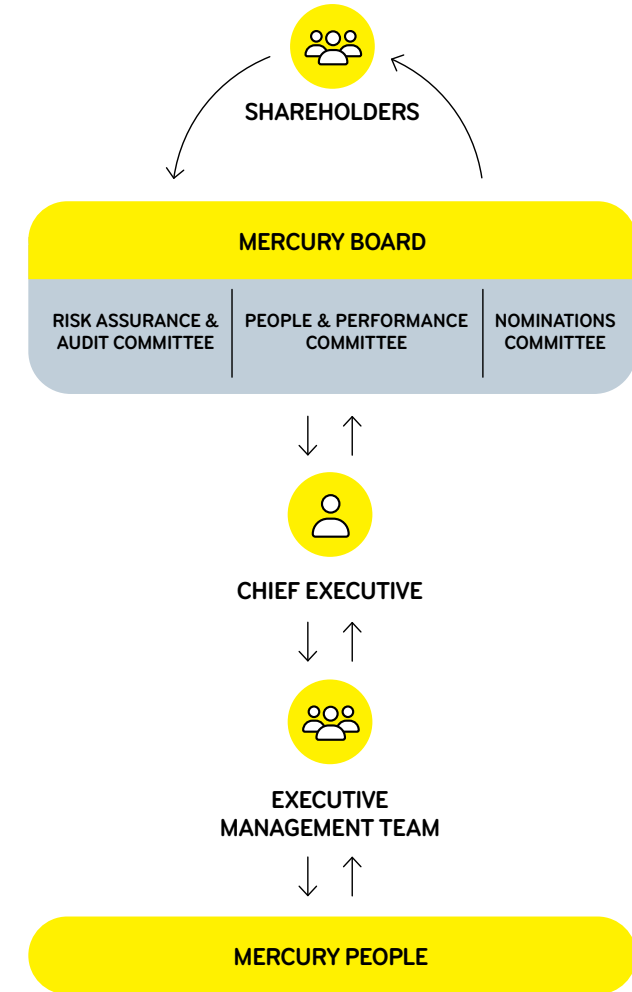 SHAREHOLDERS
MERCURY BOARD
RISK ASSURANCE &
AUDIT COMMITTEE
PEOPLE & PERFORMANCE
COMMITTEE
NOMINATIONS
COMMITTEE
CHIEF EXECUTIVE
EXECUTIVE
MANAGEMENT TEAM
MERCURY PEOPLE